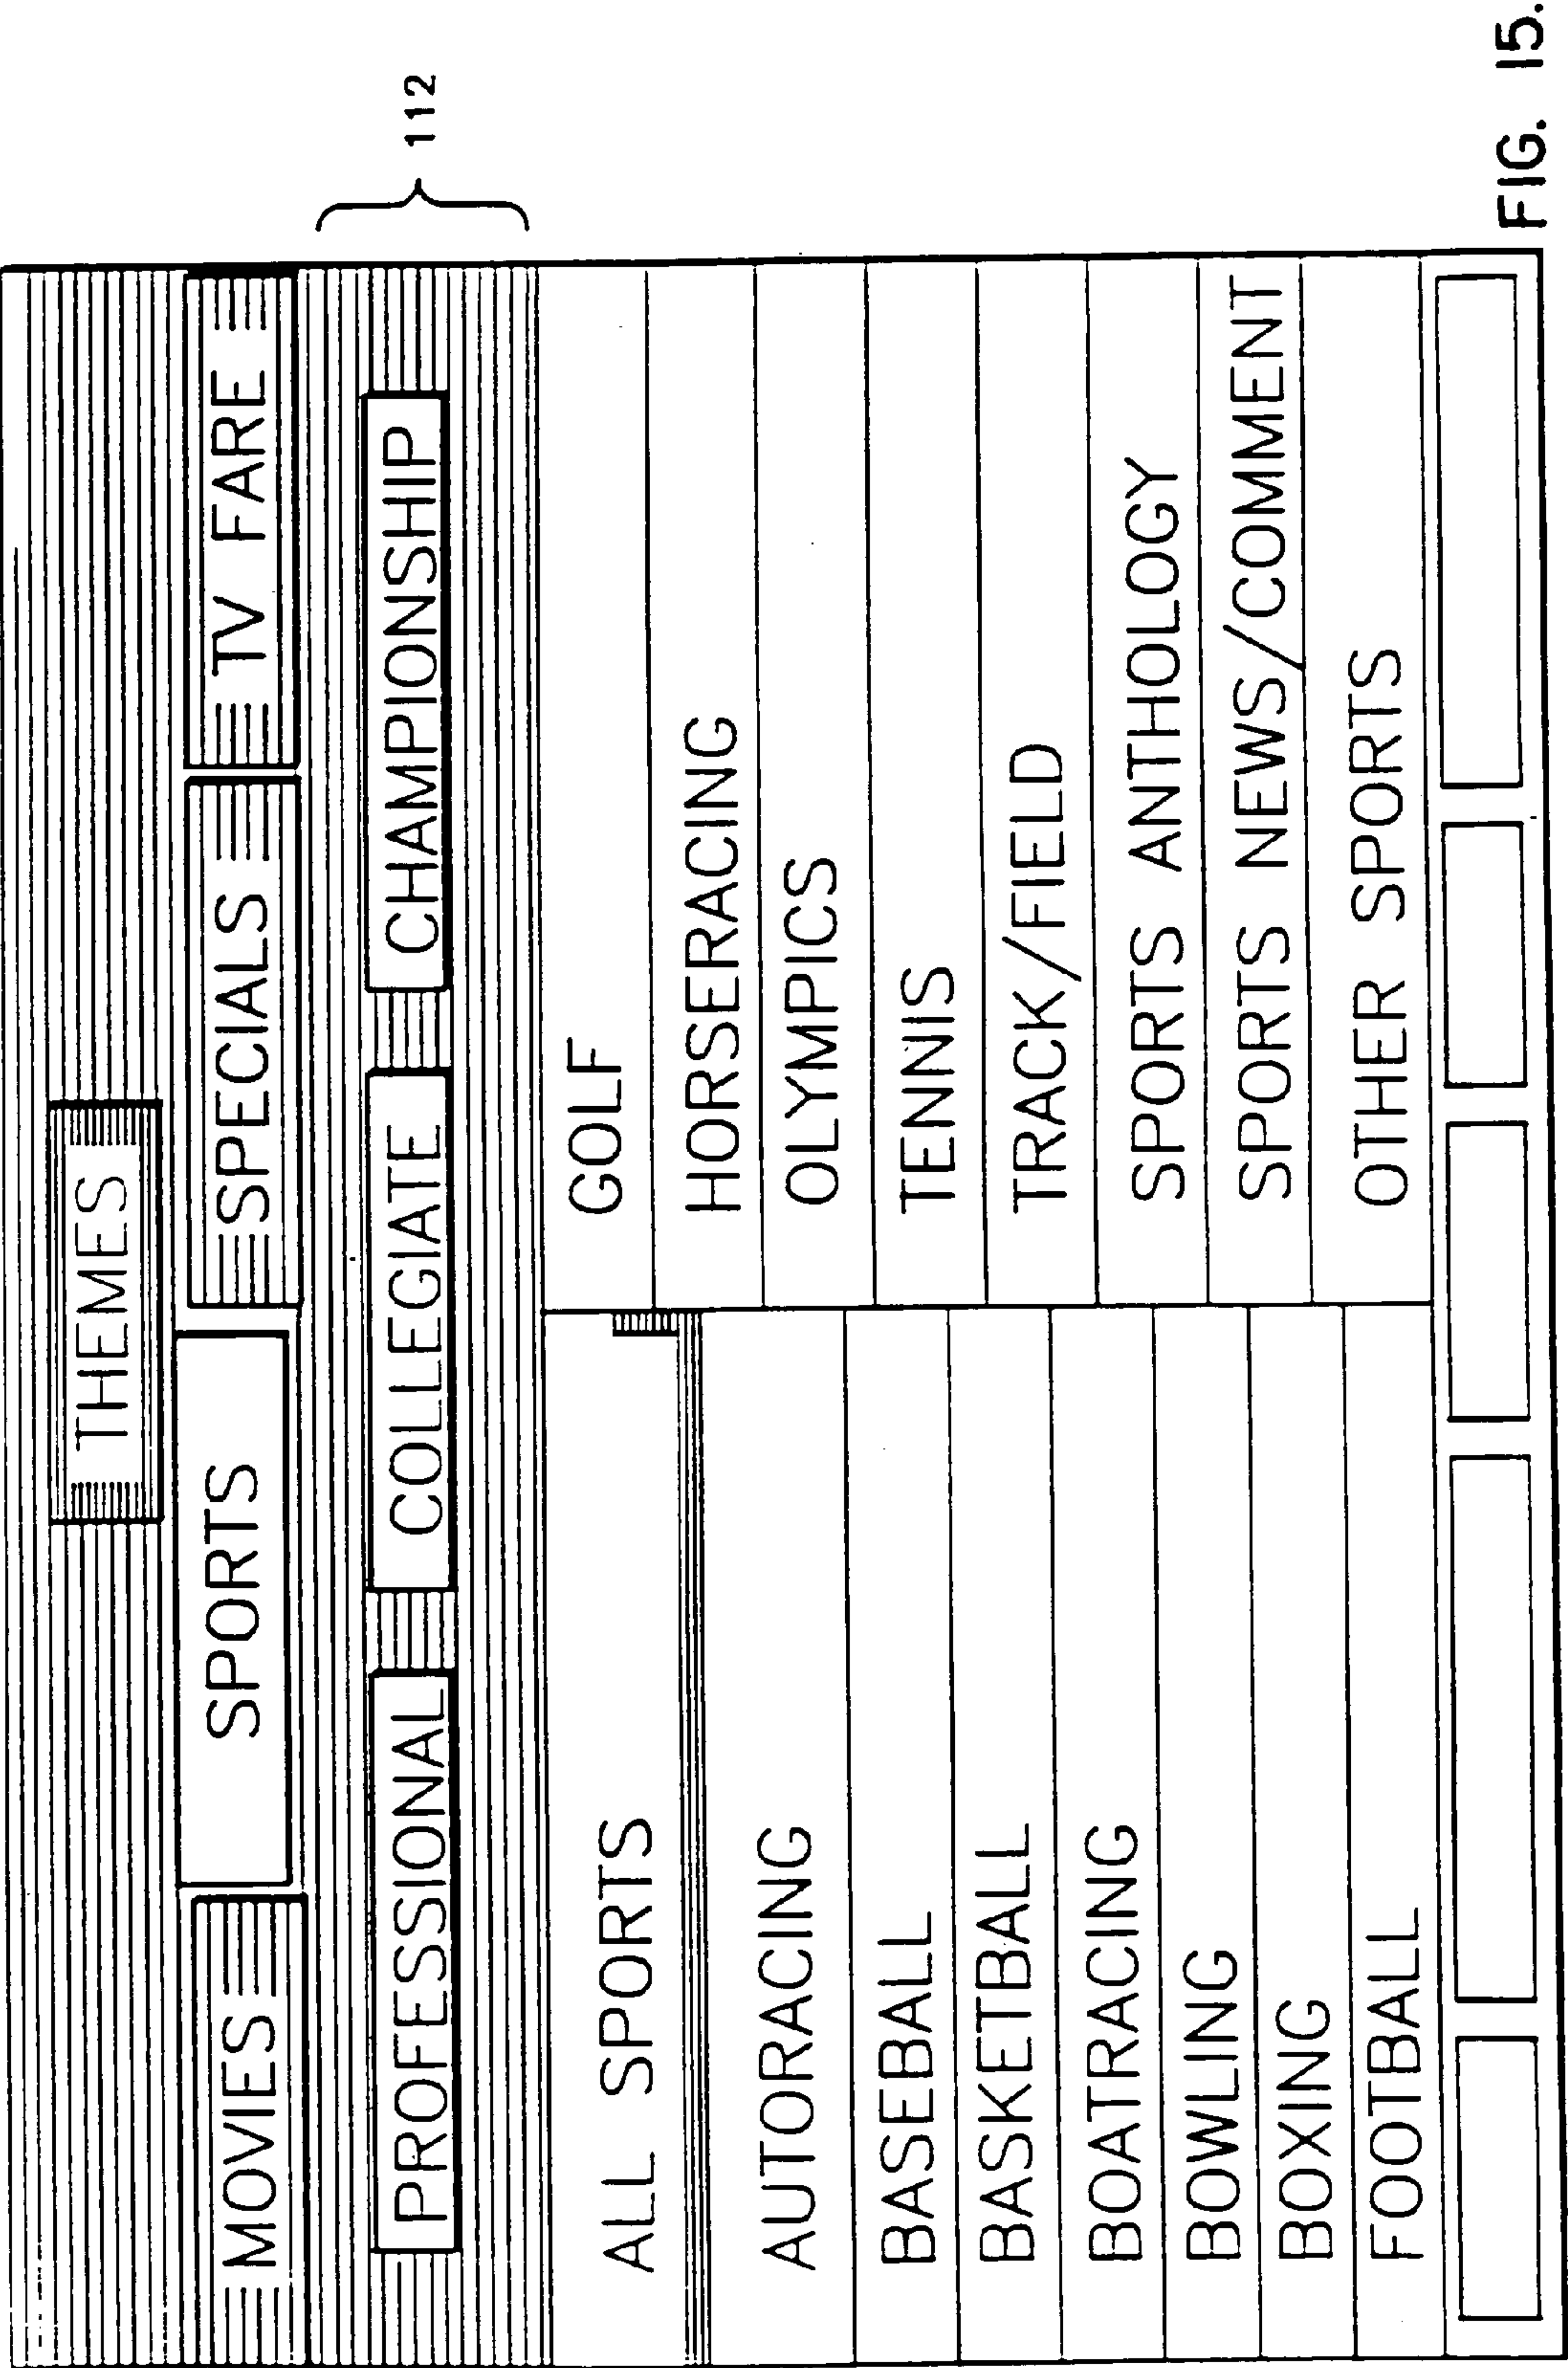 THEMES
MOVIES SPORTS SPECIALS TV FARE
PROFESSIONAL COLLEGIATE CHAMPIONSHIP
112
ALL SPORTS
AUTORACING
BASEBALL
BASKETBALL
BOATRACING
BOWLING
BOXING
FOOTBALL
GOLF
HORSERACING
OLYMPICS
TENNIS
TRACK/FIELD
SPORTS ANTHOLOGY
SPORTS NEWS/COMMENT
OTHER SPORTS
FIG. 15.